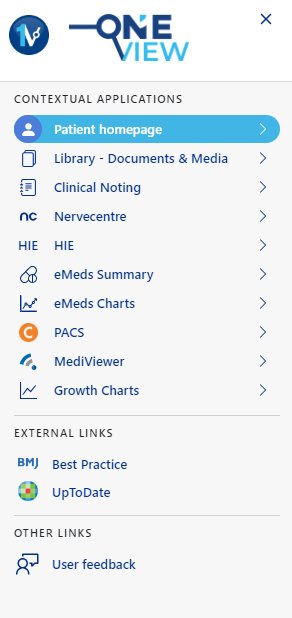 ONE
VIEW
CONTEXTUAL APPLICATIONS
Patient homepage
Library - Documents & Media
Clinical Noting
nc Nervecentre
HIE HIE
eMeds Summary
eMeds Charts
C PACS
MediViewer
Growth Charts
EXTERNAL LINKS
BMJ Best Practice
UpToDate
OTHER LINKS
User feedback